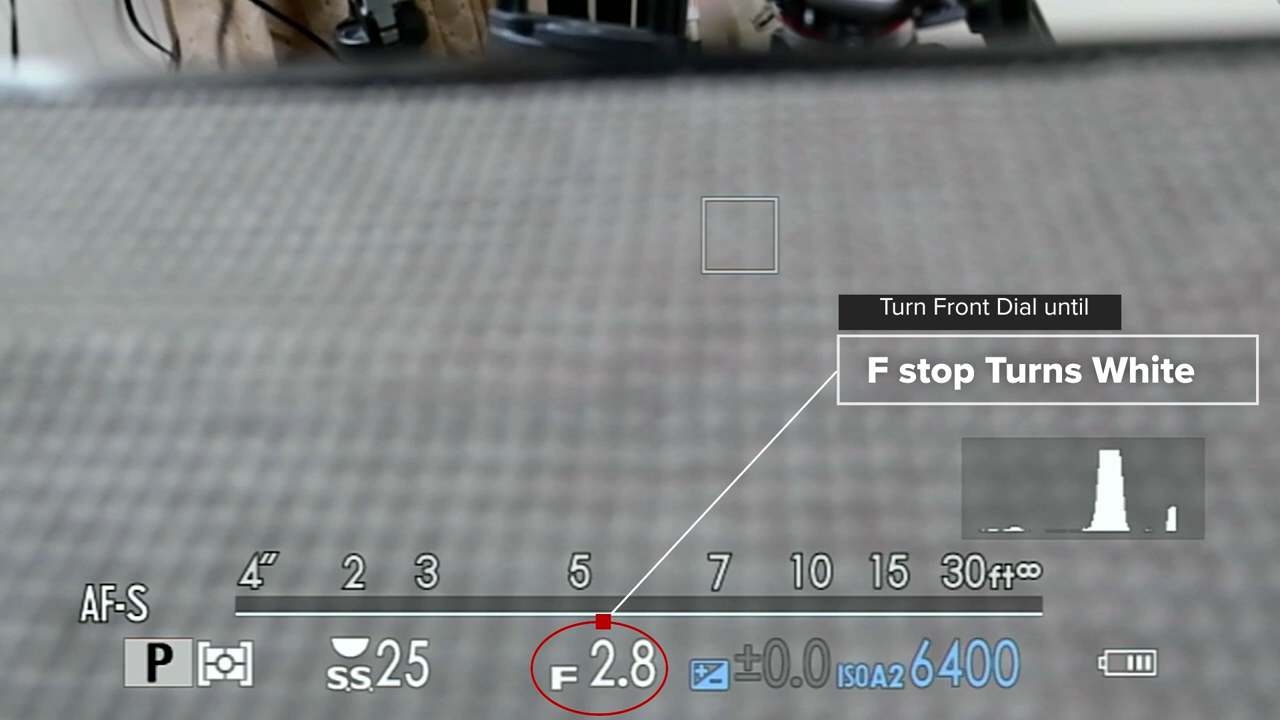 Turn Front Dial until
F stop Turns White
4" 2 3 5 7 10 15 30ft∞
AF-S
P S.S. 25 F 2.8 ±0.0 ISO A2 6400